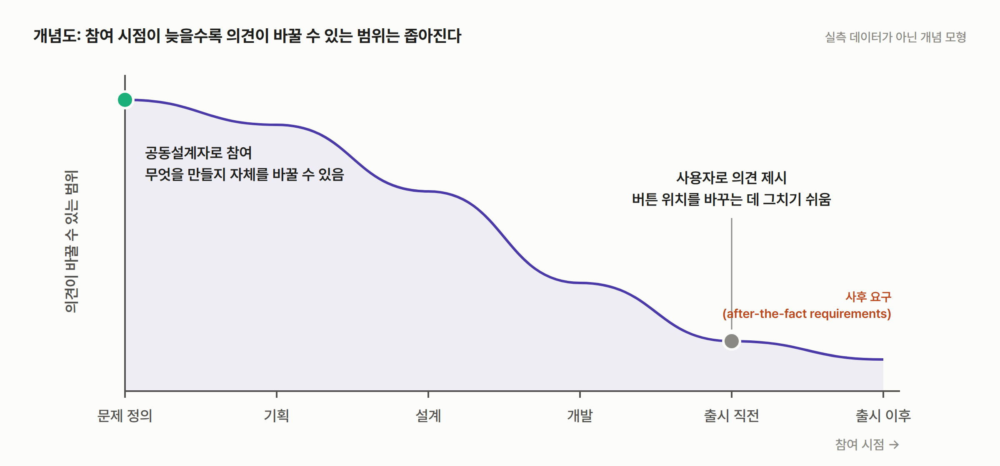 개념도: 참여 시점이 늦을수록 의견이 바꿀 수 있는 범위는 좁아진다
실측 데이터가 아닌 개념 모형
의견이 바꿀 수 있는 범위
공동설계자로 참여
무엇을 만들지 자체를 바꿀 수 있음
사용자로 의견 제시
버튼 위치를 바꾸는 데 그치기 쉬움
사후 요구
(after-the-fact requirements)
문제 정의
기획
설계
개발
출시 직전
출시 이후
참여 시점 →